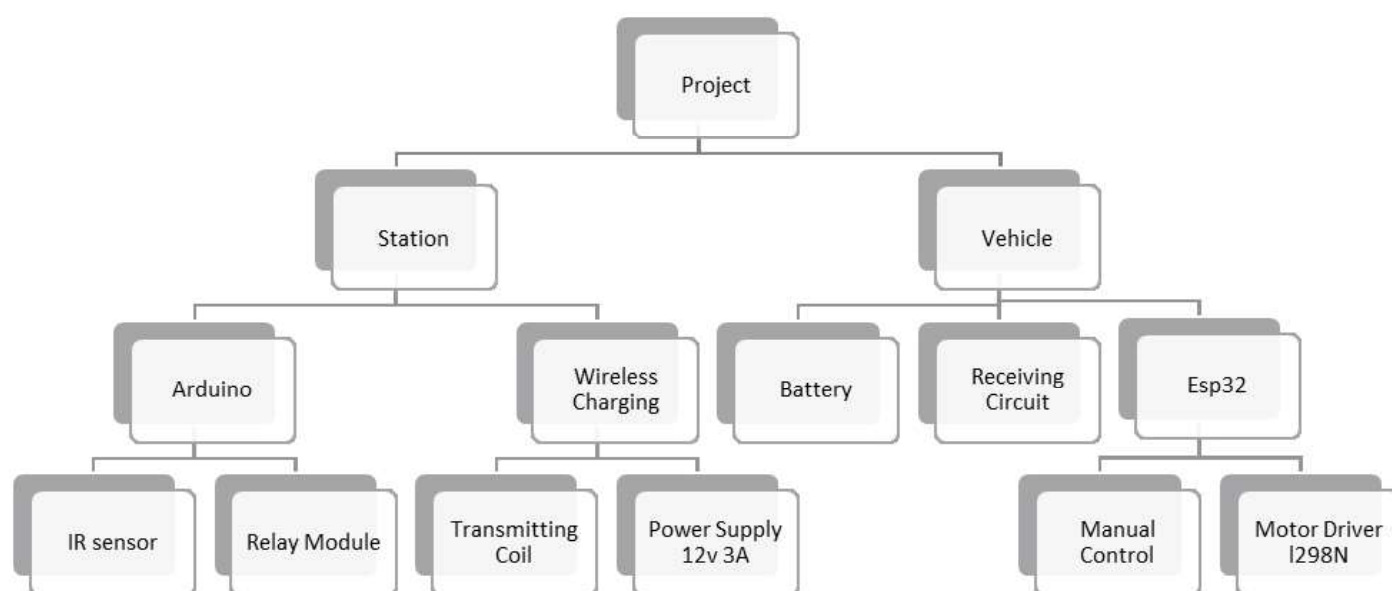 Project
Station
Vehicle
Arduino
Wireless
Charging
Battery
Receiving
Circuit
Esp32
IR sensor
Relay Module
Transmitting
Coil
Power Supply
12v 3A
Manual
Control
Motor Driver
l298N